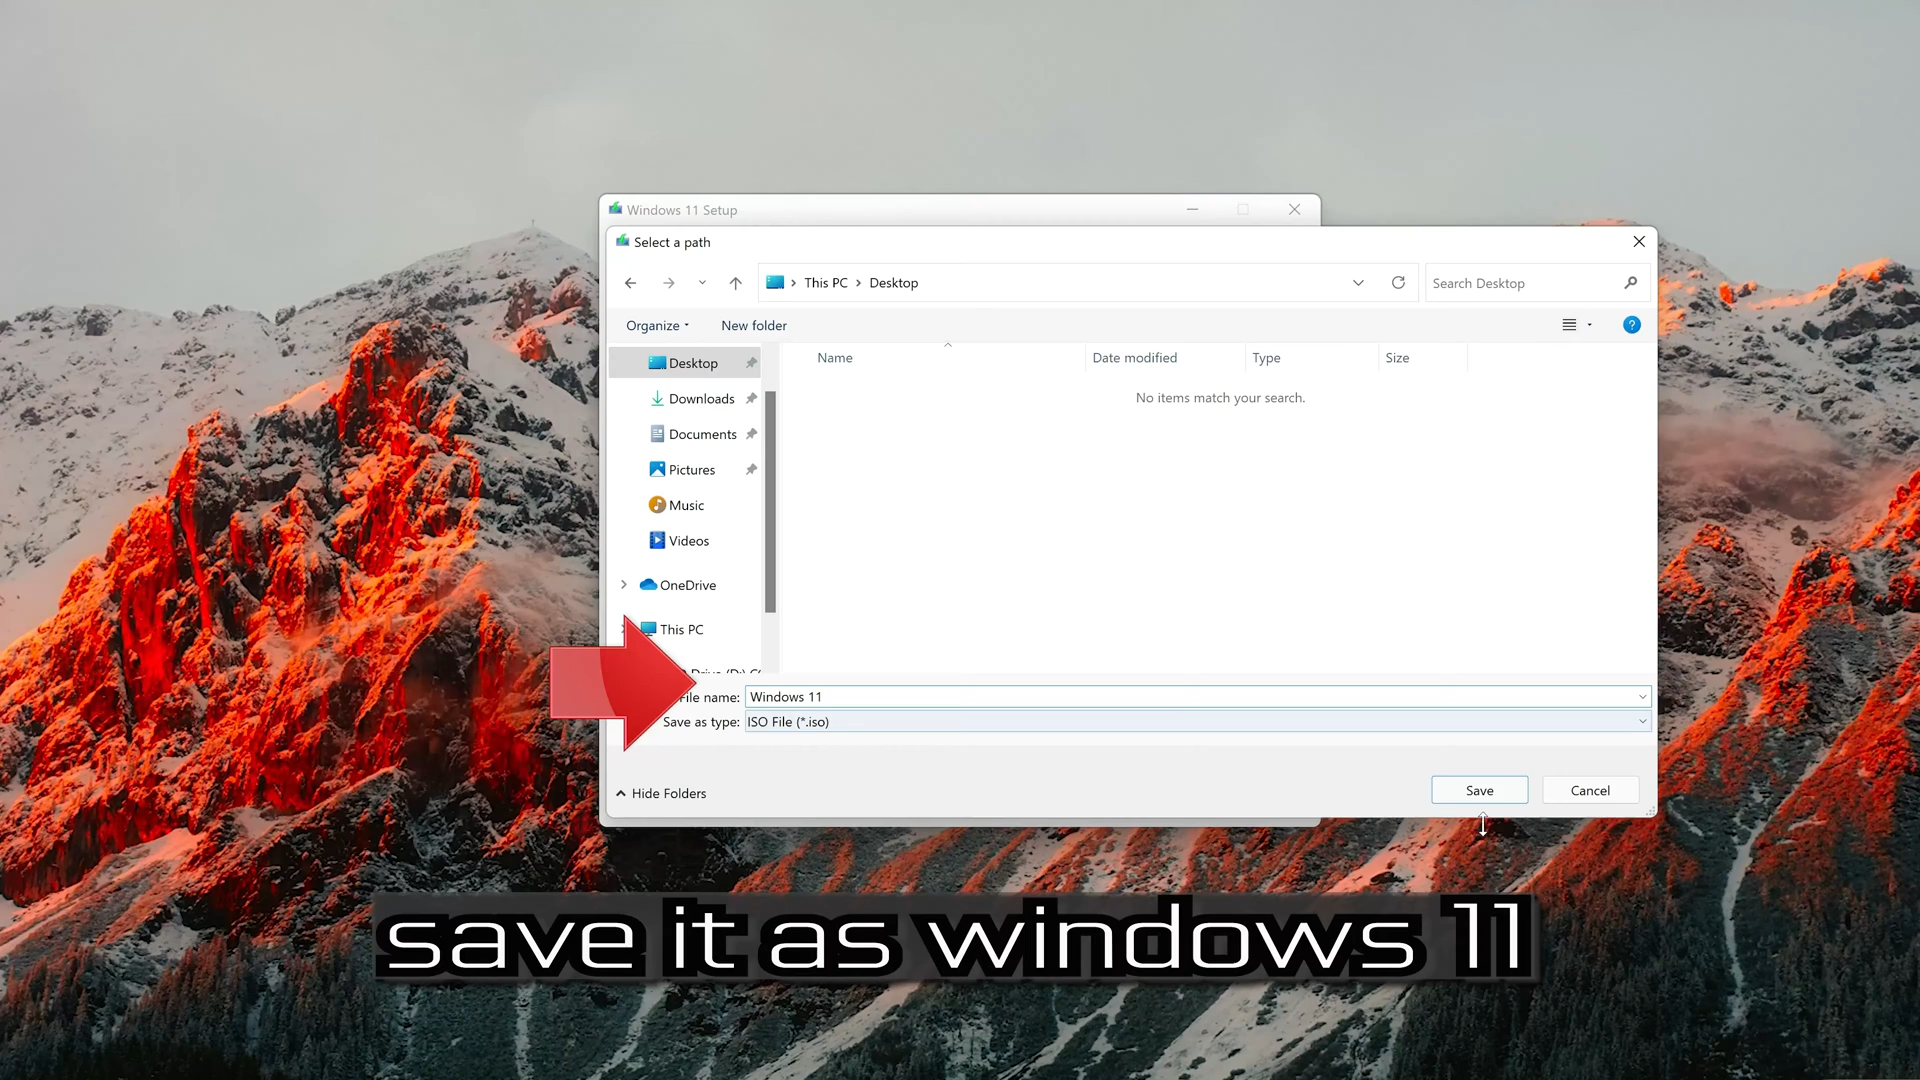 Windows 11 Setup
Select a path
This PC
Desktop
Search Desktop
Organize
New folder
Name
Date modified
Type
Size
No items match your search.
Desktop
Downloads
Documents
Pictures
Music
Videos
OneDrive
This PC
File name:
Windows 11
Save as type:
ISO File (*.iso)
Hide Folders
Save
Cancel
save it as windows 11